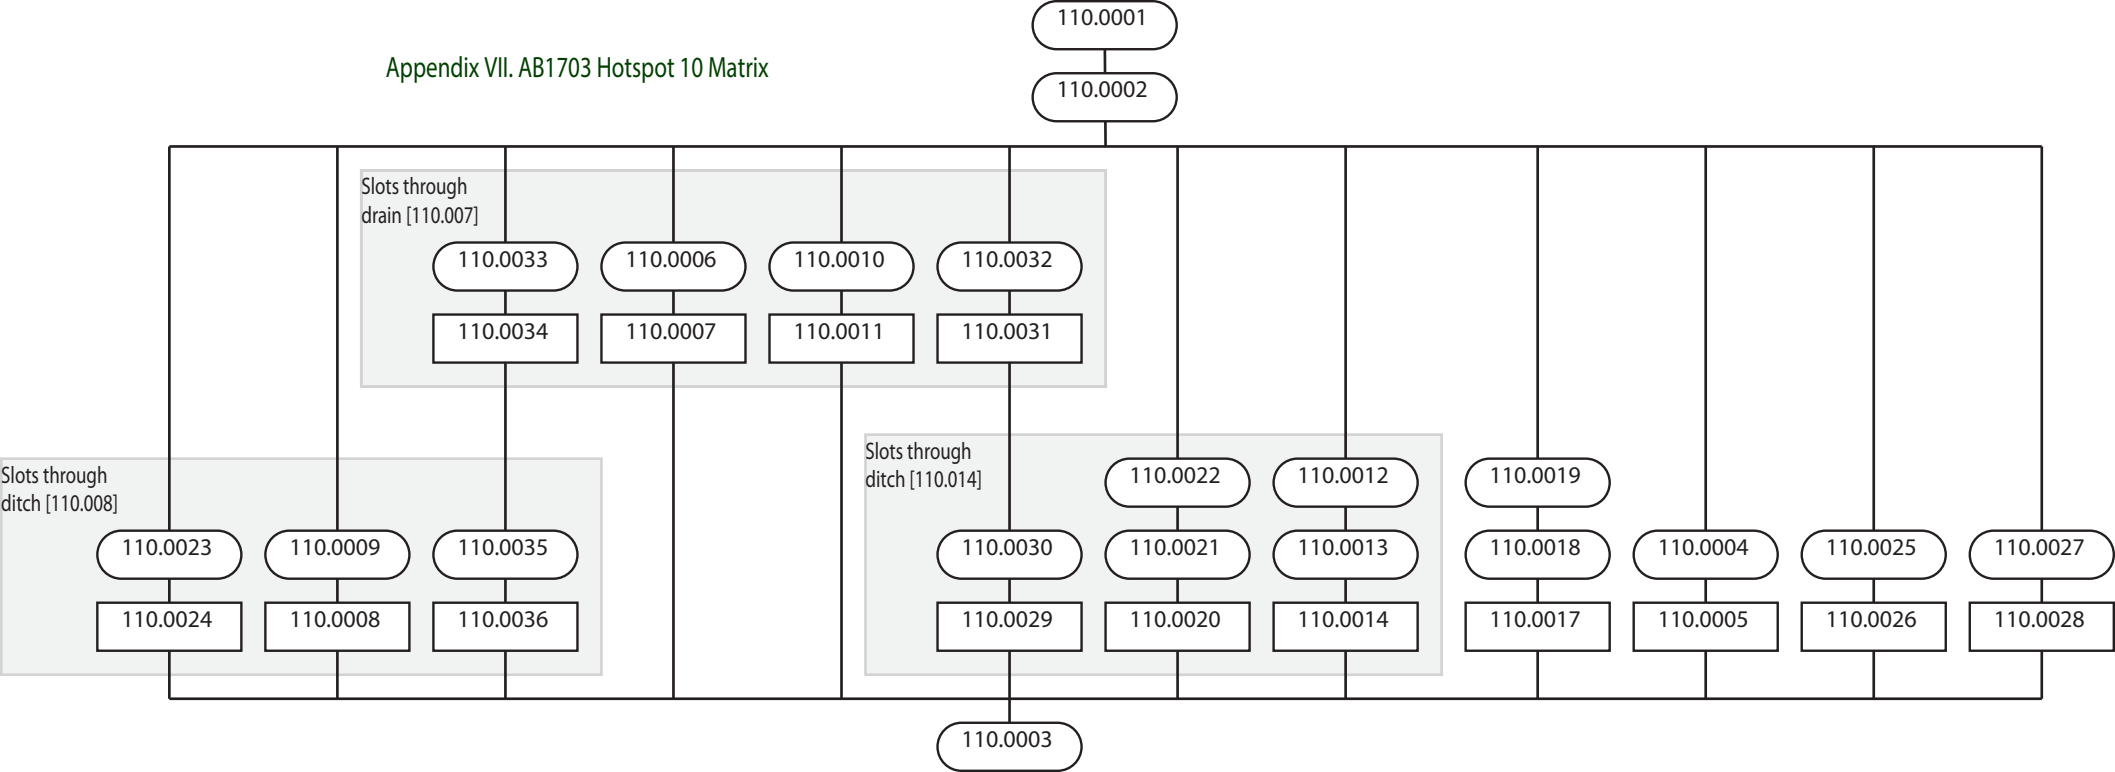 110.0001
Appendix VII. AB1703 Hotspot 10 Matrix
110.0002
Slots through
drain [110.007]
110.0033 110.0006 110.0010 110.0032
110.0034 110.0007 110.0011 110.0031
Slots through
ditch [110.008]
Slots through
ditch [110.014]
110.0022 110.0012 110.0019
110.0023 110.0009 110.0035 110.0030 110.0021 110.0013 110.0018 110.0004 110.0025 110.0027
110.0024 110.0008 110.0036 110.0029 110.0020 110.0014 110.0017 110.0005 110.0026 110.0028
110.0003